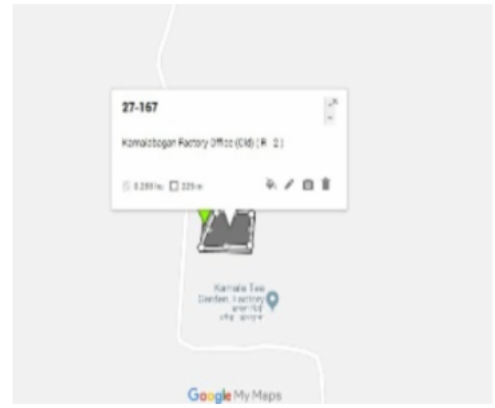 27-167
Kamalabagan Factory Office (Old) ( R 2 )
Kamala Tea
Garden, Factory
Google My Maps